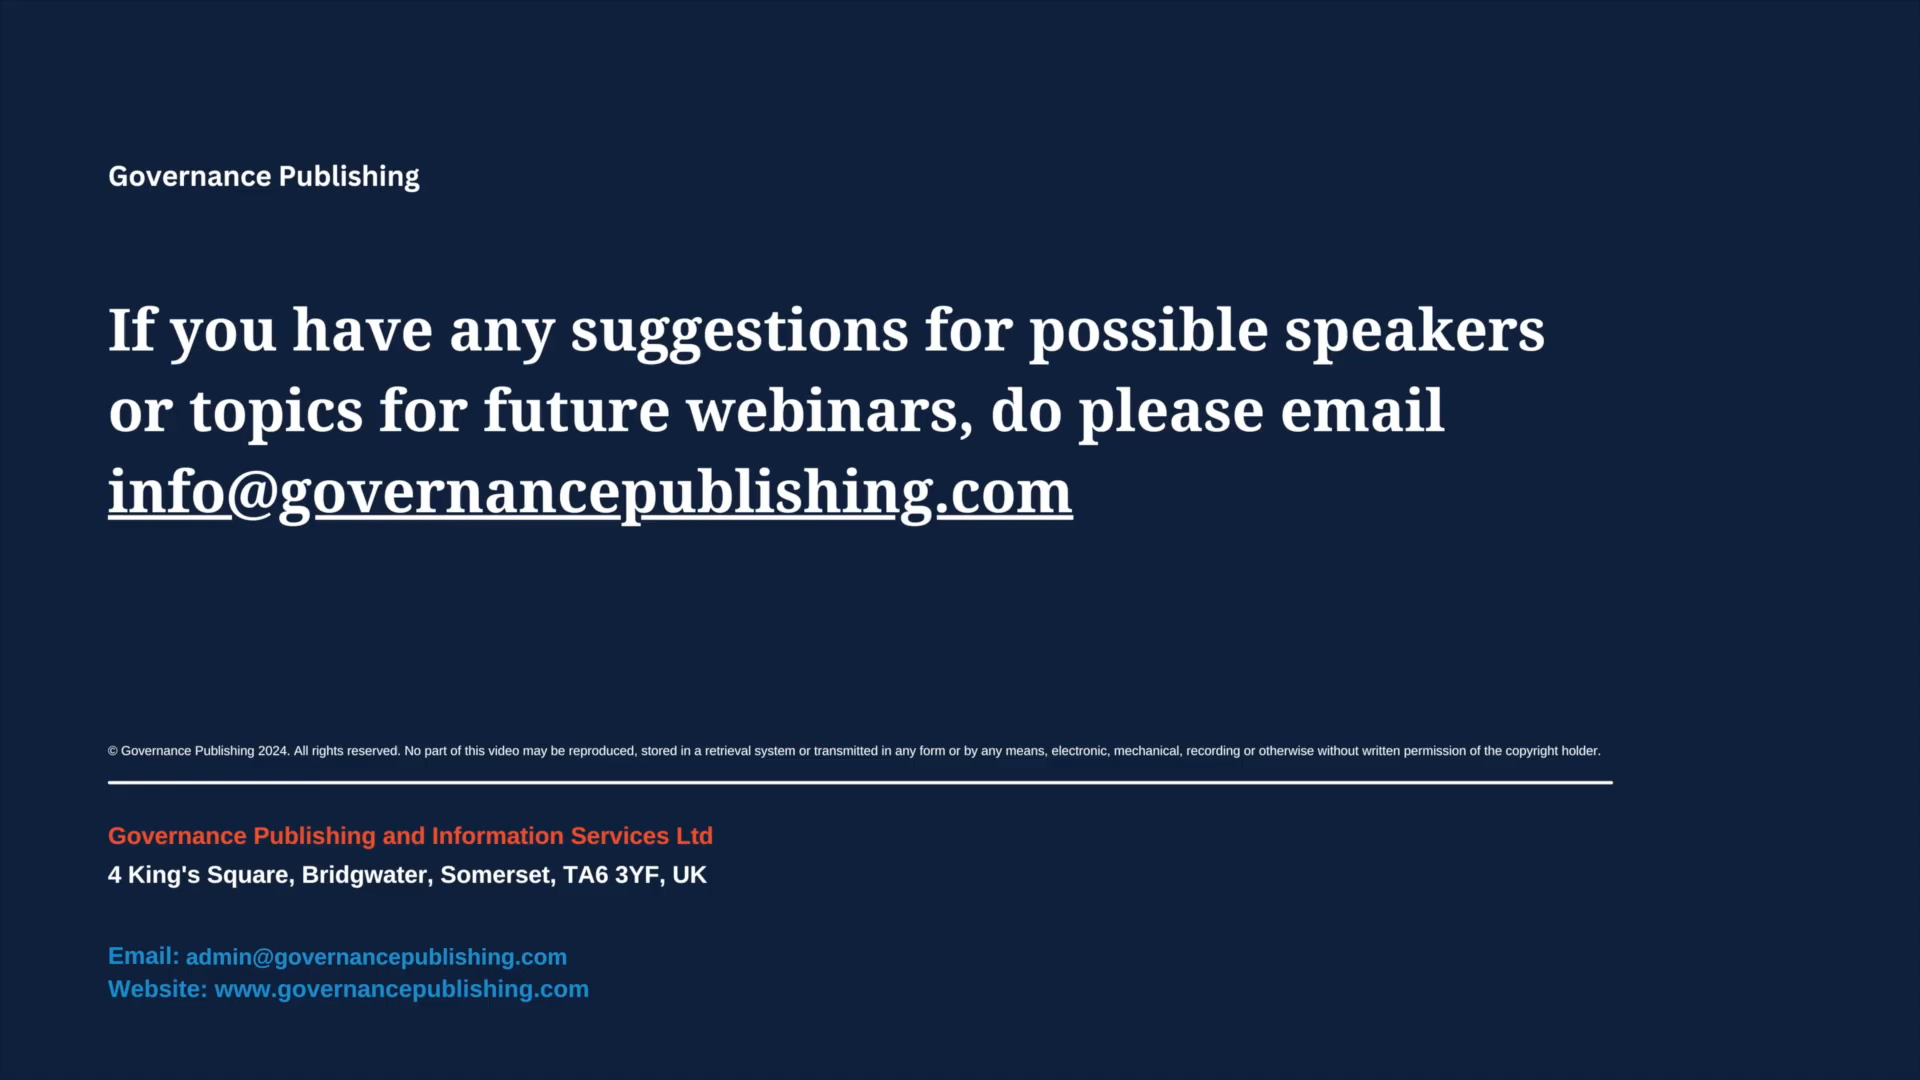 Governance Publishing
If you have any suggestions for possible speakers
or topics for future webinars, do please email
info@governancepublishing.com
© Governance Publishing 2024. All rights reserved. No part of this video may be reproduced, stored in a retrieval system or transmitted in any form or by any means, electronic, mechanical, recording or otherwise without written permission of the copyright holder.
Governance Publishing and Information Services Ltd
4 King's Square, Bridgwater, Somerset, TA6 3YF, UK
Email: admin@governancepublishing.com
Website: www.governancepublishing.com